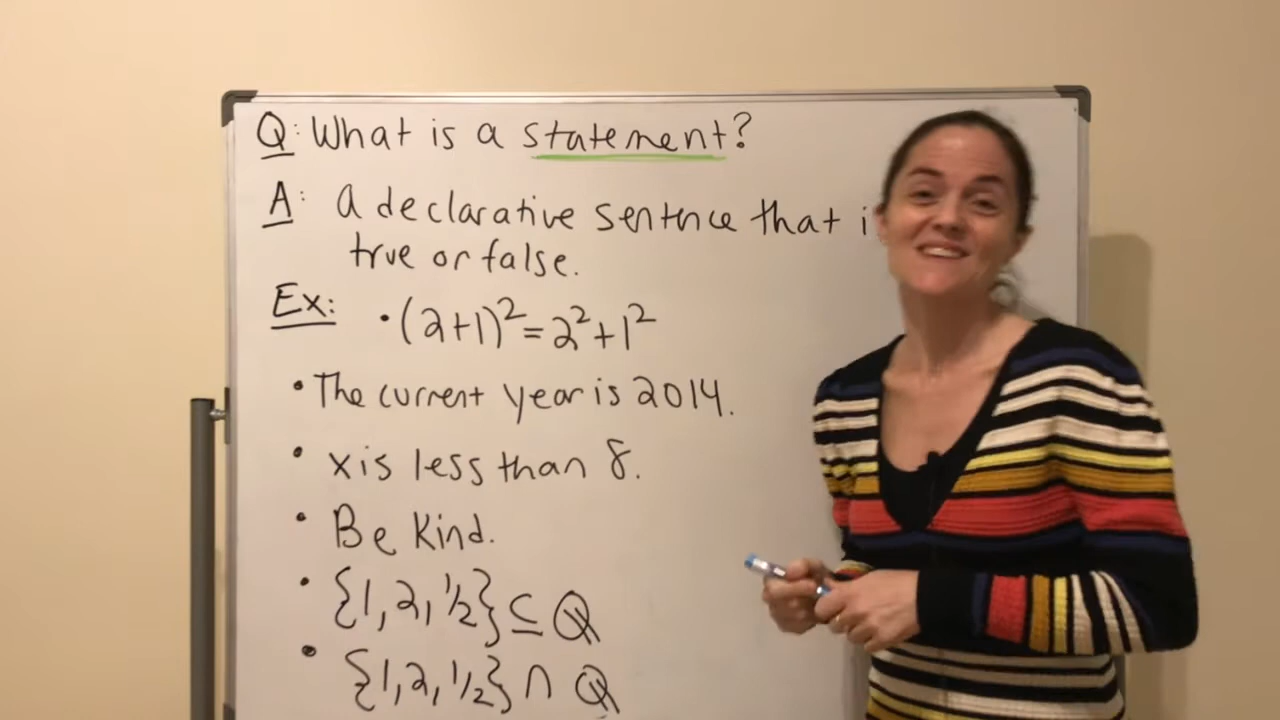 Q: What is a statement?
A: A declarative sentence that i
true or false.
Ex: • (2+1)² = 2² + 1²
• The current year is 2014.
• x is less than 8.
• Be kind.
• {1, 2, ½} ⊆ ℚ
• {1, 2, ½} ∩ ℚ